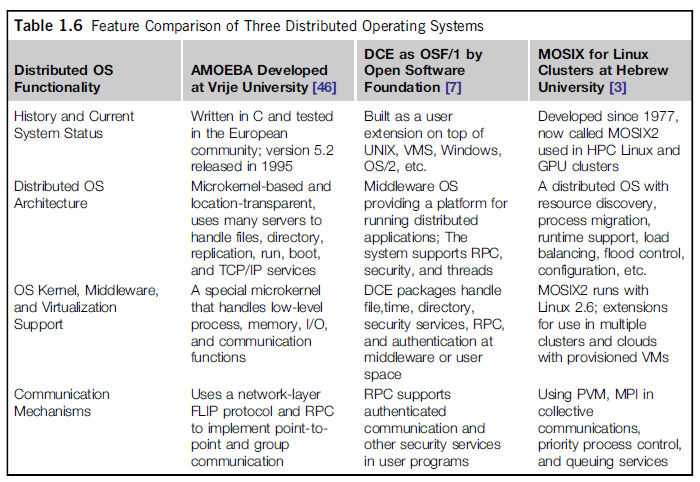 Table 1.6 Feature Comparison of Three Distributed Operating Systems
Distributed OS
Functionality
AMOEBA Developed
at Vrije University [46]
DCE as OSF/1 by
Open Software
Foundation [7]
MOSIX for Linux
Clusters at Hebrew
University [3]
History and Current
System Status
Written in C and tested
in the European
community; version 5.2
released in 1995
Built as a user
extension on top of
UNIX, VMS, Windows,
OS/2, etc.
Developed since 1977,
now called MOSIX2
used in HPC Linux and
GPU clusters
Distributed OS
Architecture
Microkernel-based and
location-transparent,
uses many servers to
handle files, directory,
replication, run, boot,
and TCP/IP services
Middleware OS
providing a platform for
running distributed
applications; The
system supports RPC,
security, and threads
A distributed OS with
resource discovery,
process migration,
runtime support, load
balancing, flood control,
configuration, etc.
OS Kernel, Middleware,
and Virtualization
Support
A special microkernel
that handles low-level
process, memory, I/O,
and communication
functions
DCE packages handle
file,time, directory,
security services, RPC,
and authentication at
middleware or user
space
MOSIX2 runs with
Linux 2.6; extensions
for use in multiple
clusters and clouds
with provisioned VMs
Communication
Mechanisms
Uses a network-layer
FLIP protocol and RPC
to implement point-to-
point and group
communication
RPC supports
authenticated
communication and
other security services
in user programs
Using PVM, MPI in
collective
communications,
priority process control,
and queuing services